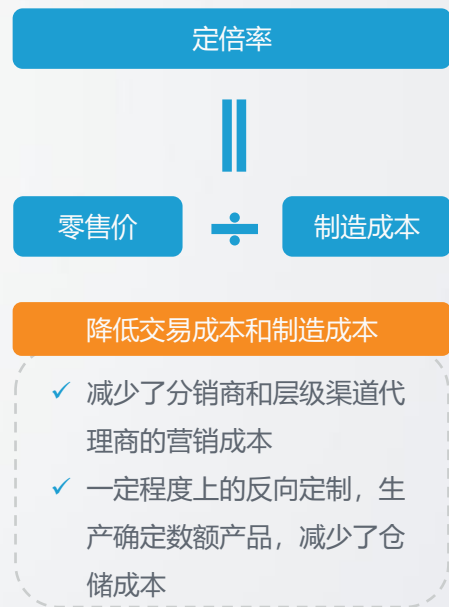 定倍率
零售价 ÷ 制造成本
降低交易成本和制造成本
✓ 减少了分销商和层级渠道代
理商的营销成本
✓ 一定程度上的反向定制，生
产确定数额产品，减少了仓
储成本